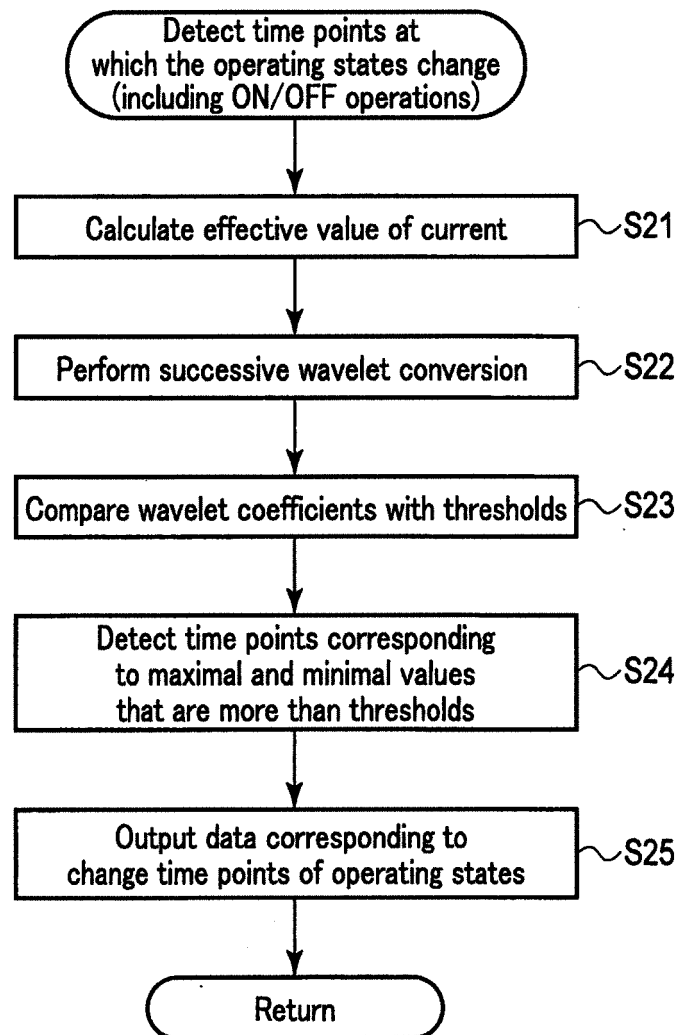 Detect time points at
which the operating states change
(including ON/OFF operations)
Calculate effective value of current
S21
Perform successive wavelet conversion
S22
Compare wavelet coefficients with thresholds
S23
Detect time points corresponding
to maximal and minimal values
that are more than thresholds
S24
Output data corresponding to
change time points of operating states
S25
Return